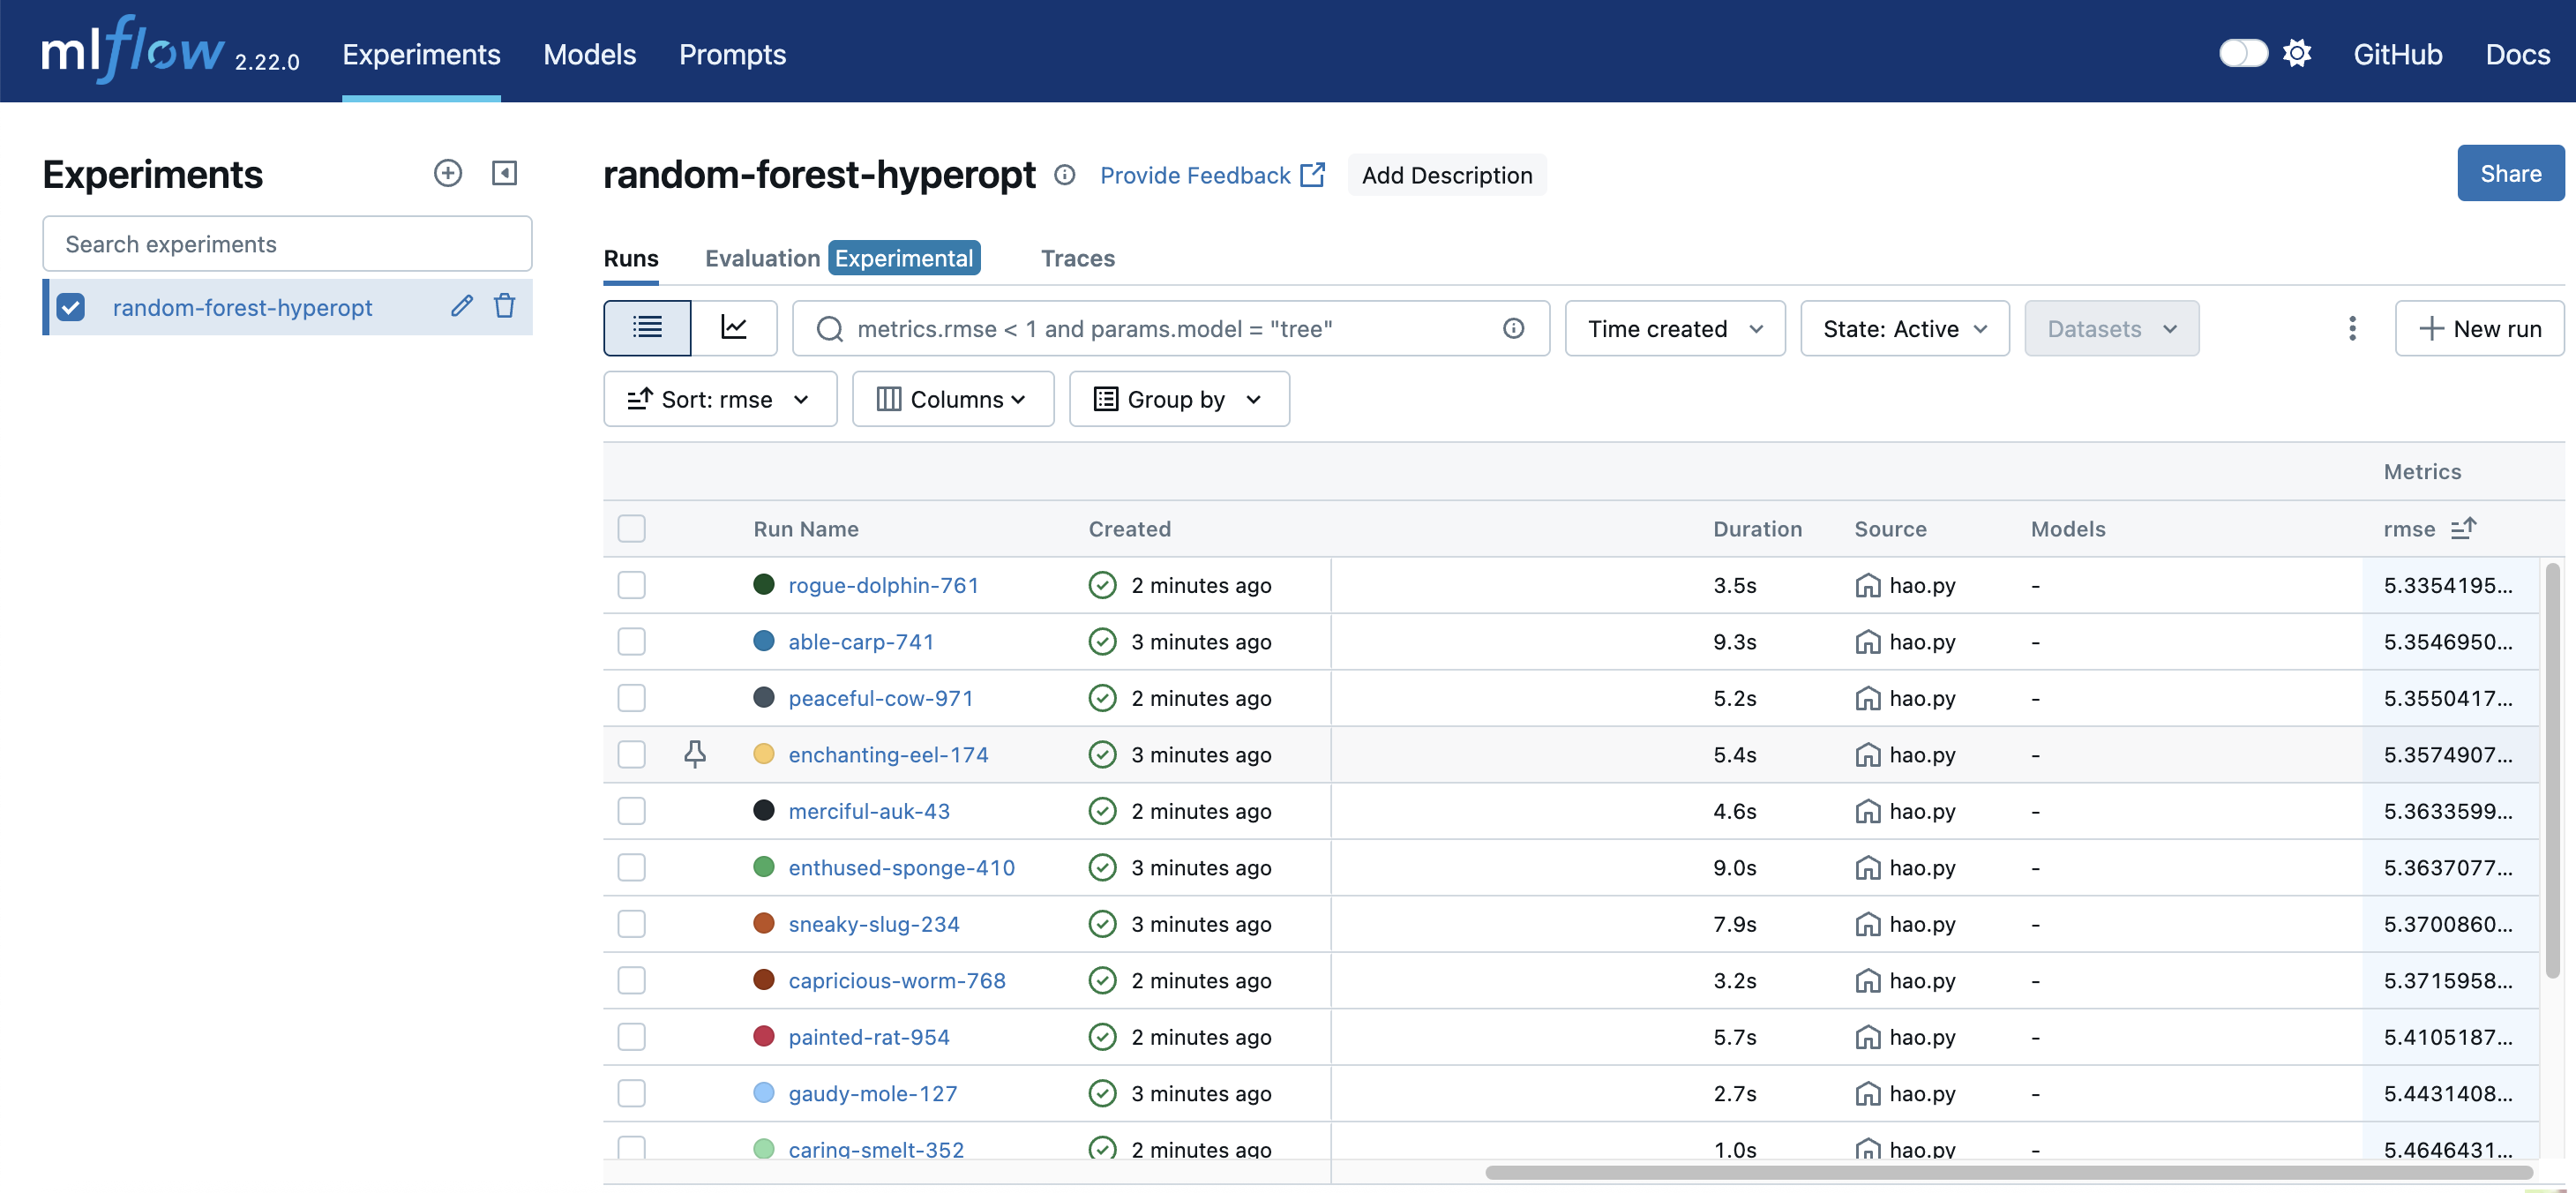 mlflow 2.22.0 Experiments Models Prompts GitHub Docs
Experiments
Search experiments
random-forest-hyperopt
random-forest-hyperopt Provide Feedback Add Description Share
Runs Evaluation Experimental Traces
metrics.rmse < 1 and params.model = "tree" Time created State: Active Datasets New run
Sort: rmse Columns Group by
Metrics
Run Name Created Duration Source Models rmse
rogue-dolphin-761 2 minutes ago 3.5s hao.py - 5.3354195...
able-carp-741 3 minutes ago 9.3s hao.py - 5.3546950...
peaceful-cow-971 2 minutes ago 5.2s hao.py - 5.3550417...
enchanting-eel-174 3 minutes ago 5.4s hao.py - 5.3574907...
merciful-auk-43 2 minutes ago 4.6s hao.py - 5.3633599...
enthused-sponge-410 3 minutes ago 9.0s hao.py - 5.3637077...
sneaky-slug-234 3 minutes ago 7.9s hao.py - 5.3700860...
capricious-worm-768 2 minutes ago 3.2s hao.py - 5.3715958...
painted-rat-954 2 minutes ago 5.7s hao.py - 5.4105187...
gaudy-mole-127 3 minutes ago 2.7s hao.py - 5.4431408...
caring-smelt-352 2 minutes ago 1.0s hao.py - 5.4646431...